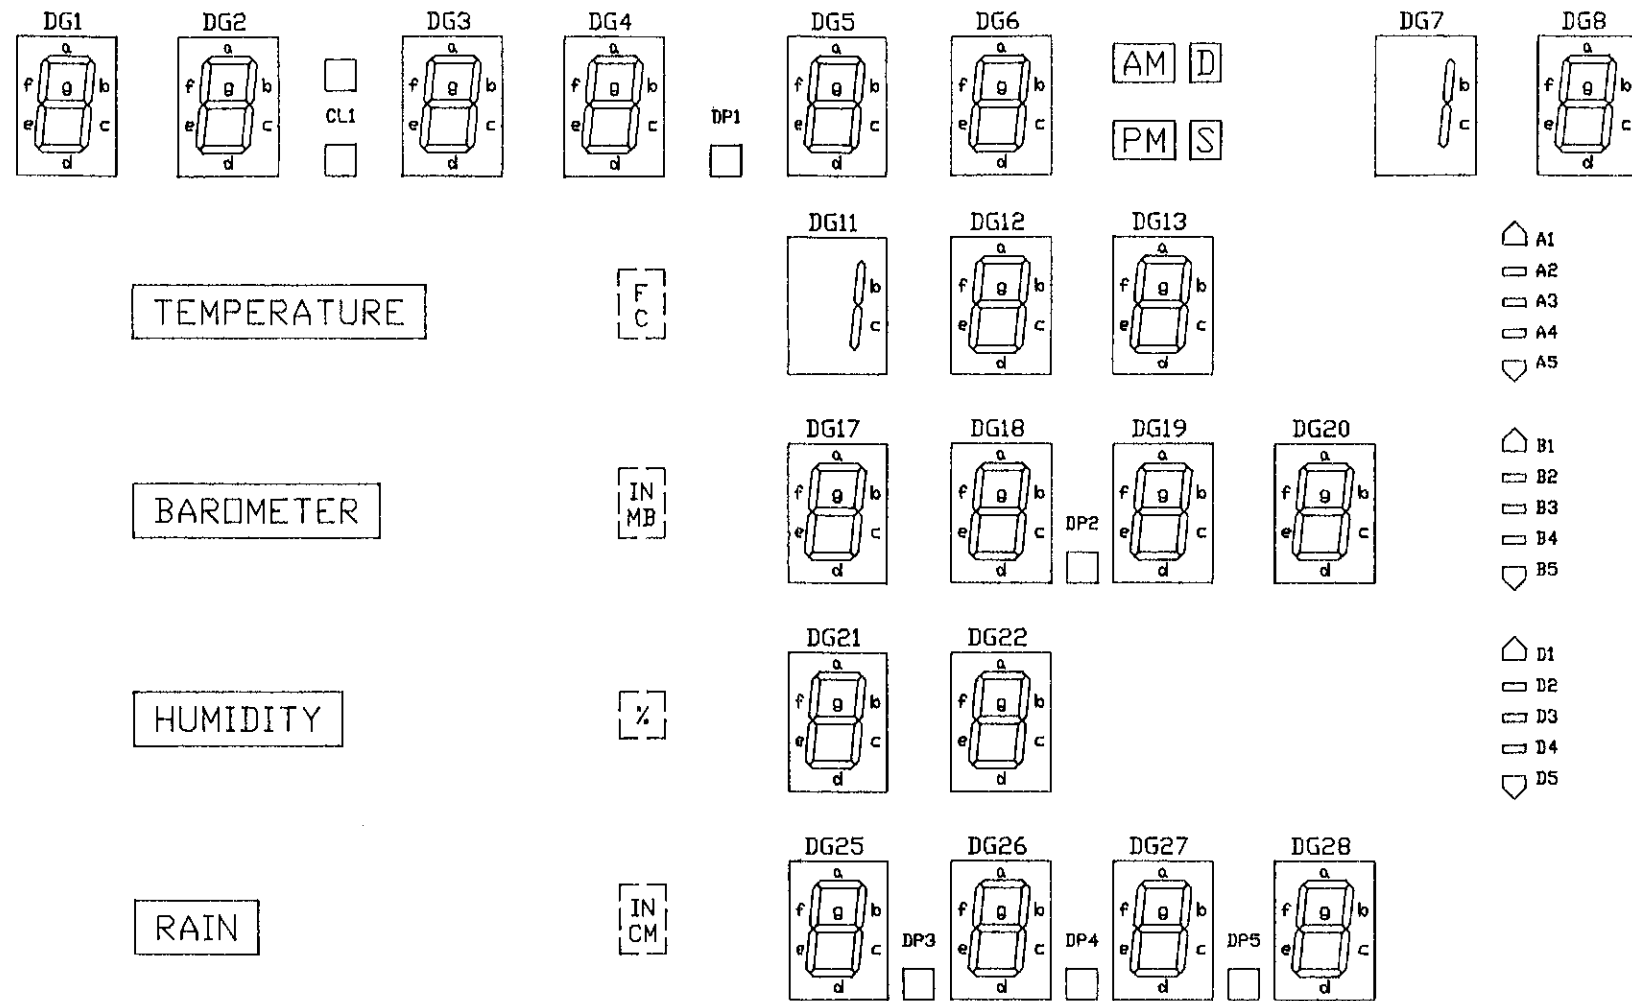 DG1 DG2 DG3 DG4 DG5 DG6 DG7 DG8
a a a a a a a
f g b f g b f g b f g b f g b f g b b f g b
AM D
CL1 DP1
e c e c e c e c e c e c c e c
PM S
d d d d d d d
DG11 DG12 DG13
a a
A1
b f g b f g b
A2
TEMPERATURE F C
A3
c e c e c
A4
d d
A5
DG17 DG18 DG19 DG20
a a a a
B1
f g b f g b f g b f g b
B2
BAROMETER IN MB
B3
DP2
e c e c e c e c
B4
d d d d
B5
DG21 DG22
a a
D1
f g b f g b
D2
HUMIDITY %
D3
e c e c
D4
d d
D5
DG25 DG26 DG27 DG28
a a a a
f g b f g b f g b f g b
RAIN IN CM
e c DP3 e c DP4 e c DP5 e c
d d d d